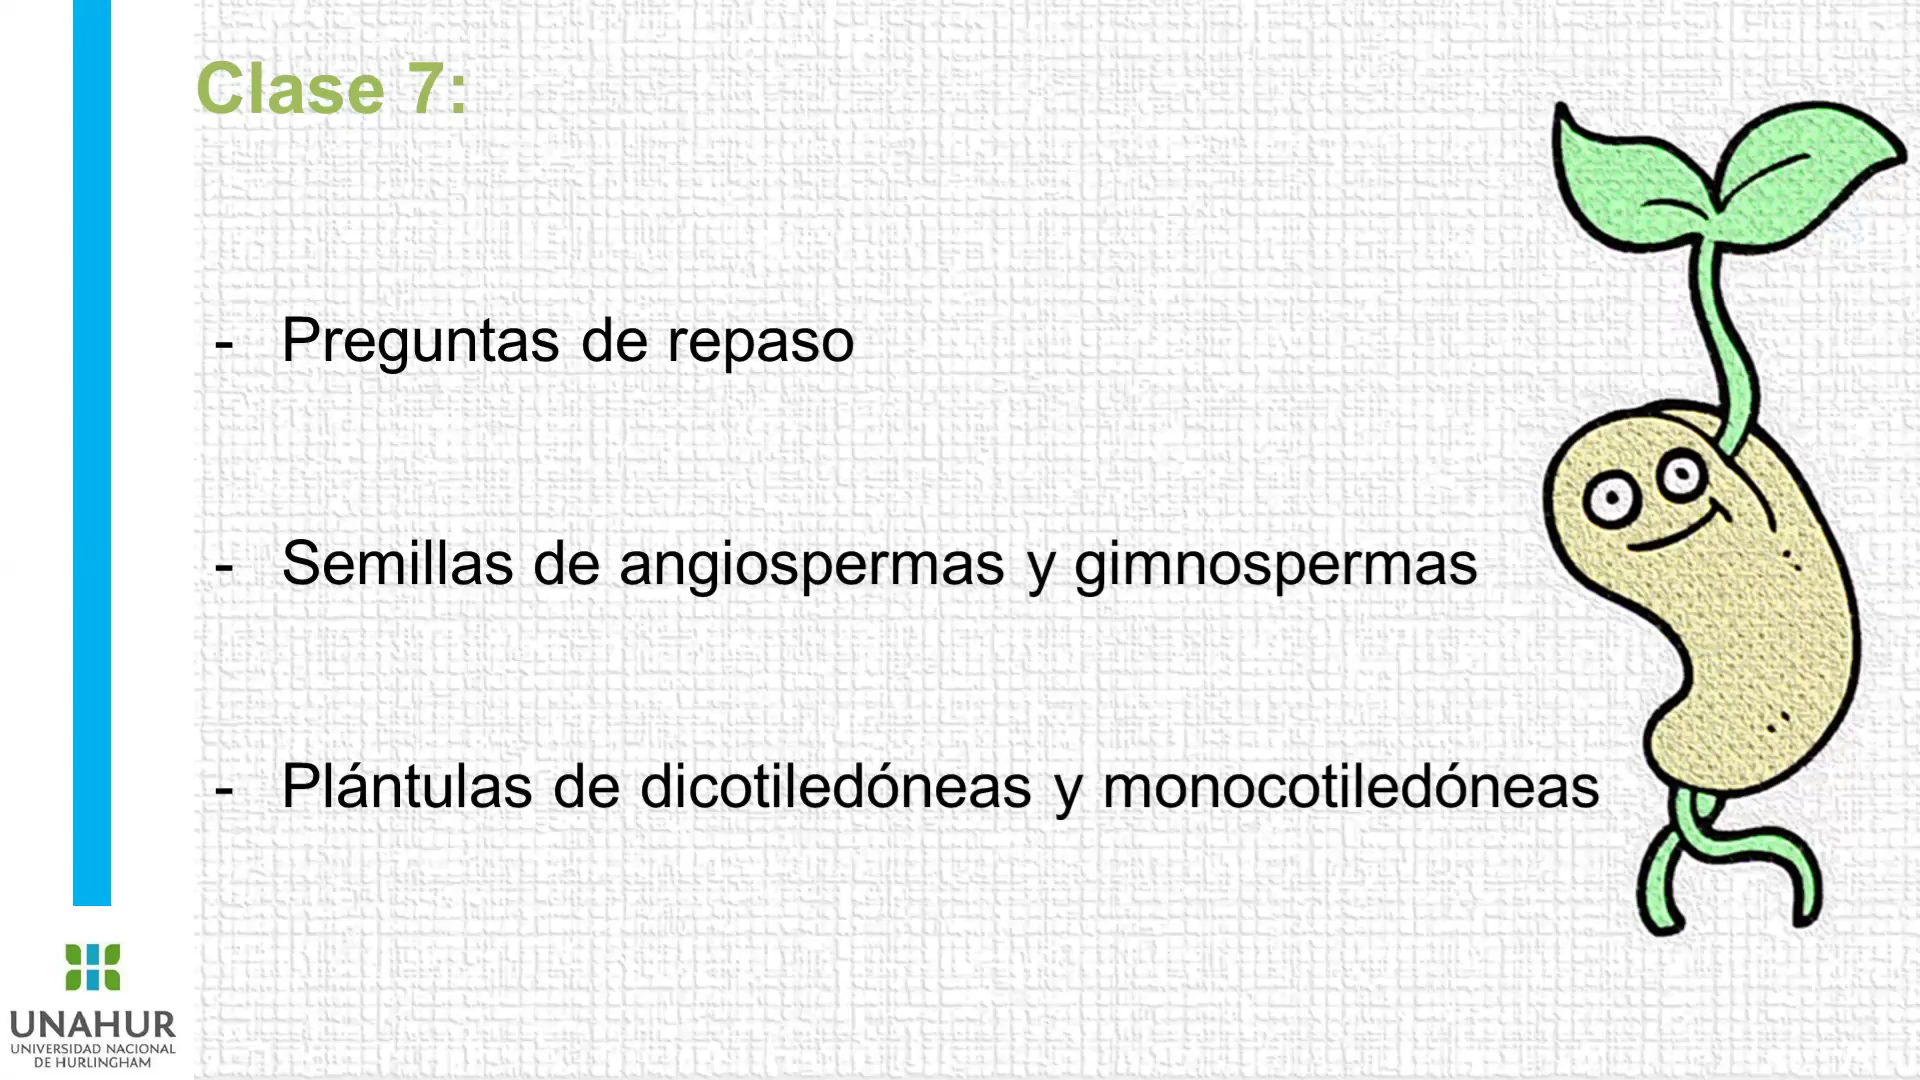 Clase 7:
- Preguntas de repaso
- Semillas de angiospermas y gimnospermas
- Plántulas de dicotiledóneas y monocotiledóneas
UNAHUR
UNIVERSIDAD NACIONAL
DE HURLINGHAM